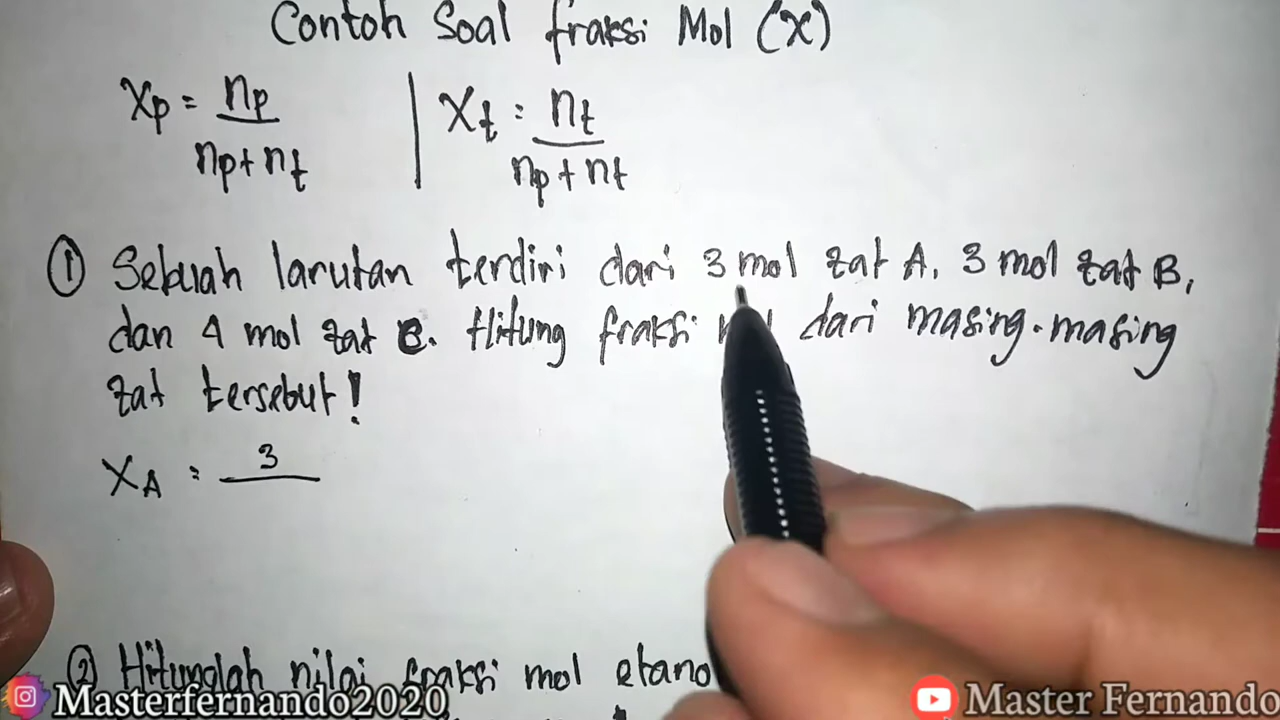 Contoh Soal fraksi Mol (x)
Xp = np / np + nt | Xt = nt / np + nt
① Sebuah larutan terdiri dari 3 mol zat A. 3 mol zat B,
dan 4 mol zat C. Hitung fraksi dari masing-masing
zat tersebut!
XA = 3
② Hitunglah nilai fraksi mol etano
Masterfernando2020
Master Fernando